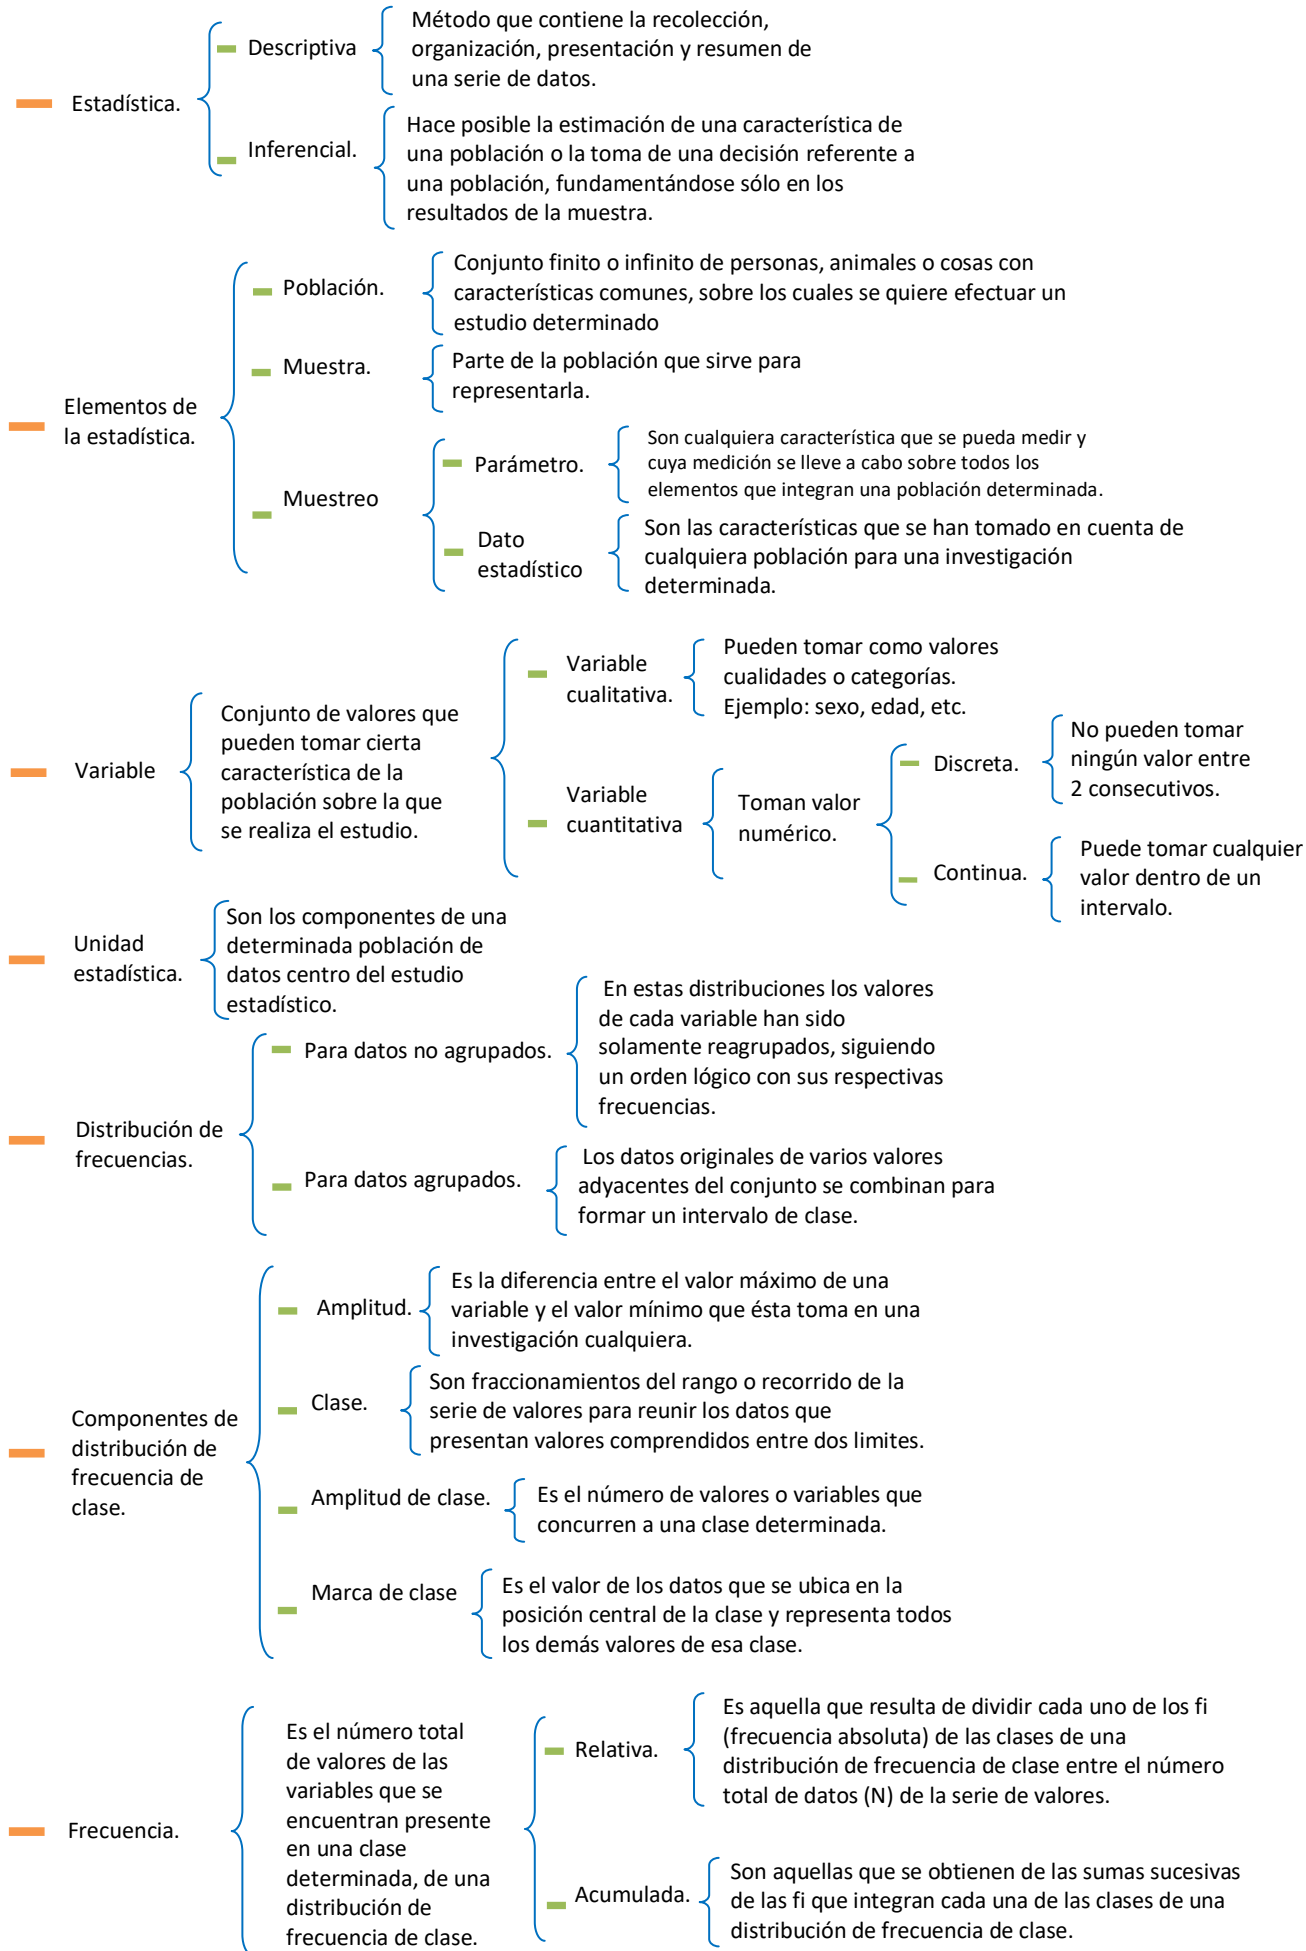 Estadística.
Descriptiva
Método que contiene la recolección,
organización, presentación y resumen de
una serie de datos.
Inferencial.
Hace posible la estimación de una característica de
una población o la toma de una decisión referente a
una población, fundamentándose sólo en los
resultados de la muestra.
Elementos de
la estadística.
Población.
Conjunto finito o infinito de personas, animales o cosas con
características comunes, sobre los cuales se quiere efectuar un
estudio determinado
Muestra.
Parte de la población que sirve para
representarla.
Muestreo
Parámetro.
Son cualquiera característica que se pueda medir y
cuya medición se lleve a cabo sobre todos los
elementos que integran una población determinada.
Dato
estadístico
Son las características que se han tomado en cuenta de
cualquiera población para una investigación
determinada.
Variable
Conjunto de valores que
pueden tomar cierta
característica de la
población sobre la que
se realiza el estudio.
Variable
cualitativa.
Pueden tomar como valores
cualidades o categorías.
Ejemplo: sexo, edad, etc.
Variable
cuantitativa
Toman valor
numérico.
Discreta.
No pueden tomar
ningún valor entre
2 consecutivos.
Continua.
Puede tomar cualquier
valor dentro de un
intervalo.
Unidad
estadística.
Son los componentes de una
determinada población de
datos centro del estudio
estadístico.
Distribución de
frecuencias.
Para datos no agrupados.
En estas distribuciones los valores
de cada variable han sido
solamente reagrupados, siguiendo
un orden lógico con sus respectivas
frecuencias.
Para datos agrupados.
Los datos originales de varios valores
adyacentes del conjunto se combinan para
formar un intervalo de clase.
Componentes de
distribución de
frecuencia de
clase.
Amplitud.
Es la diferencia entre el valor máximo de una
variable y el valor mínimo que ésta toma en una
investigación cualquiera.
Clase.
Son fraccionamientos del rango o recorrido de la
serie de valores para reunir los datos que
presentan valores comprendidos entre dos limites.
Amplitud de clase.
Es el número de valores o variables que
concurren a una clase determinada.
Marca de clase
Es el valor de los datos que se ubica en la
posición central de la clase y representa todos
los demás valores de esa clase.
Frecuencia.
Es el número total
de valores de las
variables que se
encuentran presente
en una clase
determinada, de una
distribución de
frecuencia de clase.
Relativa.
Es aquella que resulta de dividir cada uno de los fi
(frecuencia absoluta) de las clases de una
distribución de frecuencia de clase entre el número
total de datos (N) de la serie de valores.
Acumulada.
Son aquellas que se obtienen de las sumas sucesivas
de las fi que integran cada una de las clases de una
distribución de frecuencia de clase.